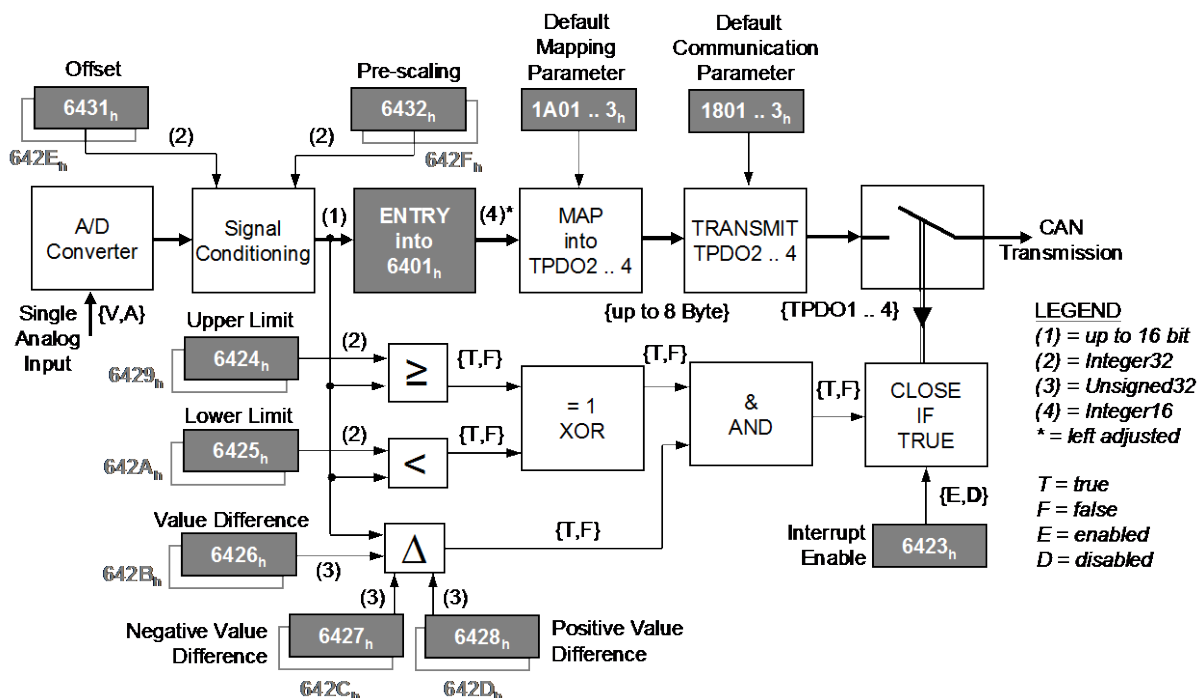 Default
Mapping
Parameter
Default
Communication
Parameter
Offset
Pre-scaling
6431h
6432h
1A01 .. 3h
1801 .. 3h
642Eh
(2)
(2)
642Fh
A/D
Converter
Signal
Conditioning
(1)
ENTRY
into
6401h
(4)*
MAP
into
TPDO2 .. 4
TRANSMIT
TPDO2 .. 4
CAN
Transmission
Single
Analog
Input
{V,A}
{up to 8 Byte}
{TPDO1 .. 4}
Upper Limit
6424h
6429h
(2)
≥
{T,F}
Lower Limit
6425h
642Ah
(2)
<
{T,F}
= 1
XOR
{T,F}
&
AND
{T,F}
CLOSE
IF
TRUE
Value Difference
6426h
642Bh
(3)
Δ
{T,F}
{E,D}
Interrupt
Enable
6423h
(3)
(3)
Negative Value
Difference
6427h
642Ch
6428h
642Dh
Positive Value
Difference
LEGEND
(1) = up to 16 bit
(2) = Integer32
(3) = Unsigned32
(4) = Integer16
* = left adjusted
T = true
F = false
E = enabled
D = disabled